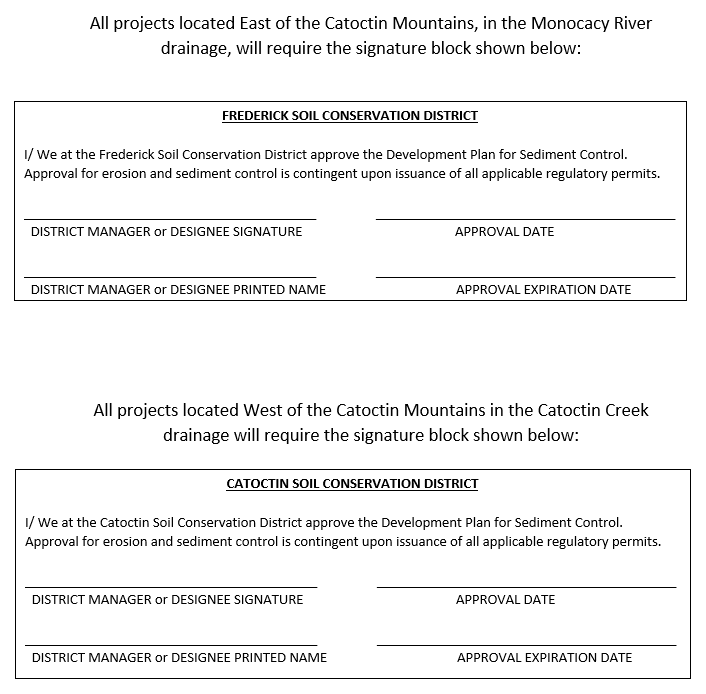 All projects located East of the Catoctin Mountains, in the Monocacy River
drainage, will require the signature block shown below:
FREDERICK SOIL CONSERVATION DISTRICT
I/ We at the Frederick Soil Conservation District approve the Development Plan for Sediment Control.
Approval for erosion and sediment control is contingent upon issuance of all applicable regulatory permits.
DISTRICT MANAGER or DESIGNEE SIGNATURE
APPROVAL DATE
DISTRICT MANAGER or DESIGNEE PRINTED NAME
APPROVAL EXPIRATION DATE
All projects located West of the Catoctin Mountains in the Catoctin Creek
drainage will require the signature block shown below:
CATOCTIN SOIL CONSERVATION DISTRICT
I/ We at the Catoctin Soil Conservation District approve the Development Plan for Sediment Control.
Approval for erosion and sediment control is contingent upon issuance of all applicable regulatory permits.
DISTRICT MANAGER or DESIGNEE SIGNATURE
APPROVAL DATE
DISTRICT MANAGER or DESIGNEE PRINTED NAME
APPROVAL EXPIRATION DATE